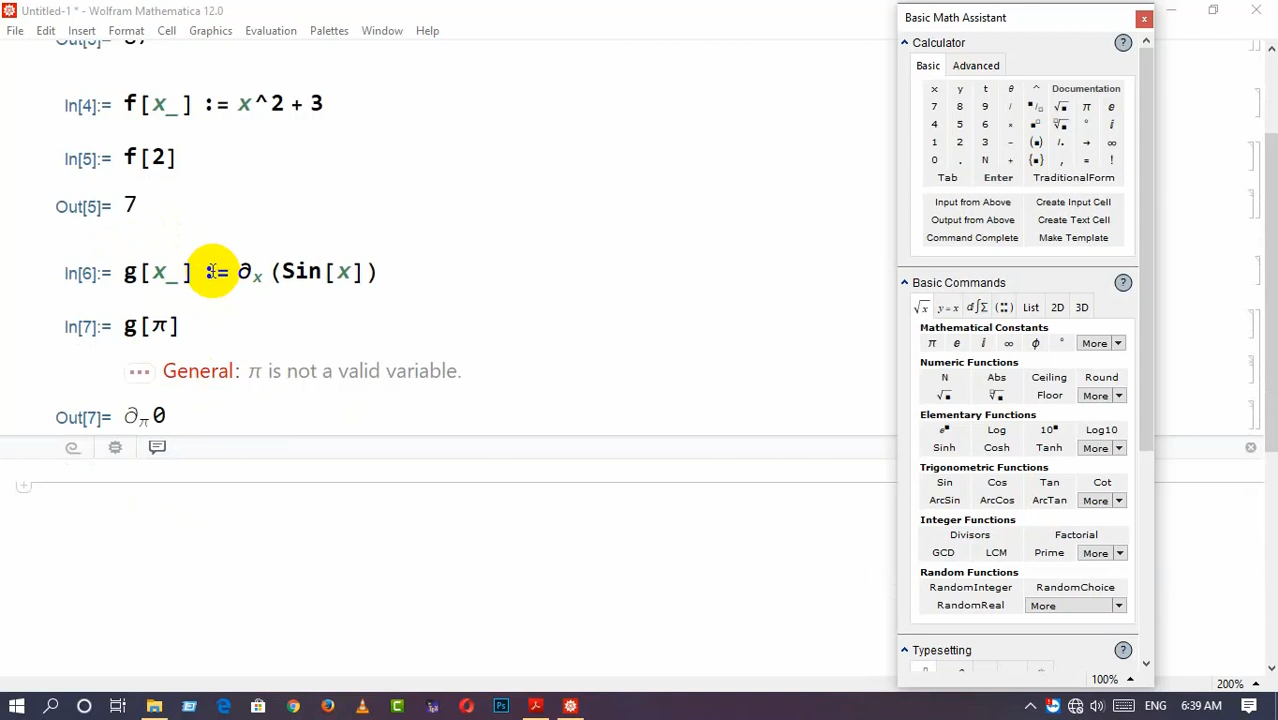 Untitled-1 * - Wolfram Mathematica 12.0
File Edit Insert Format Cell Graphics Evaluation Palettes Window Help
In[4]:= f[x_] := x^2 + 3
In[5]:= f[2]
Out[5]= 7
In[6]:= g[x_] := ∂x (Sin[x])
In[7]:= g[π]
General: π is not a valid variable.
Out[7]= ∂π0
Basic Math Assistant
Calculator ?
Basic Advanced
x y t θ ^ Documentation
7 8 9 / ■/□ √■ π e
4 5 6 × ■□ □√■ ° i
1 2 3 - (■) /. → ∞
0 . N + {■} , = !
Tab Enter TraditionalForm
Input from Above Create Input Cell
Output from Above Create Text Cell
Command Complete Make Template
Basic Commands ?
√x y=x d∫Σ List 2D 3D
Mathematical Constants
π e i ∞ ϕ ° More
Numeric Functions
N Abs Ceiling Round
√■ □√■ Floor More
Elementary Functions
e■ Log 10■ Log10
Sinh Cosh Tanh More
Trigonometric Functions
Sin Cos Tan Cot
ArcSin ArcCos ArcTan More
Integer Functions
Divisors Factorial
GCD LCM Prime More
Random Functions
RandomInteger RandomChoice
RandomReal More
Typesetting ?
100%
200%
ENG 6:39 AM